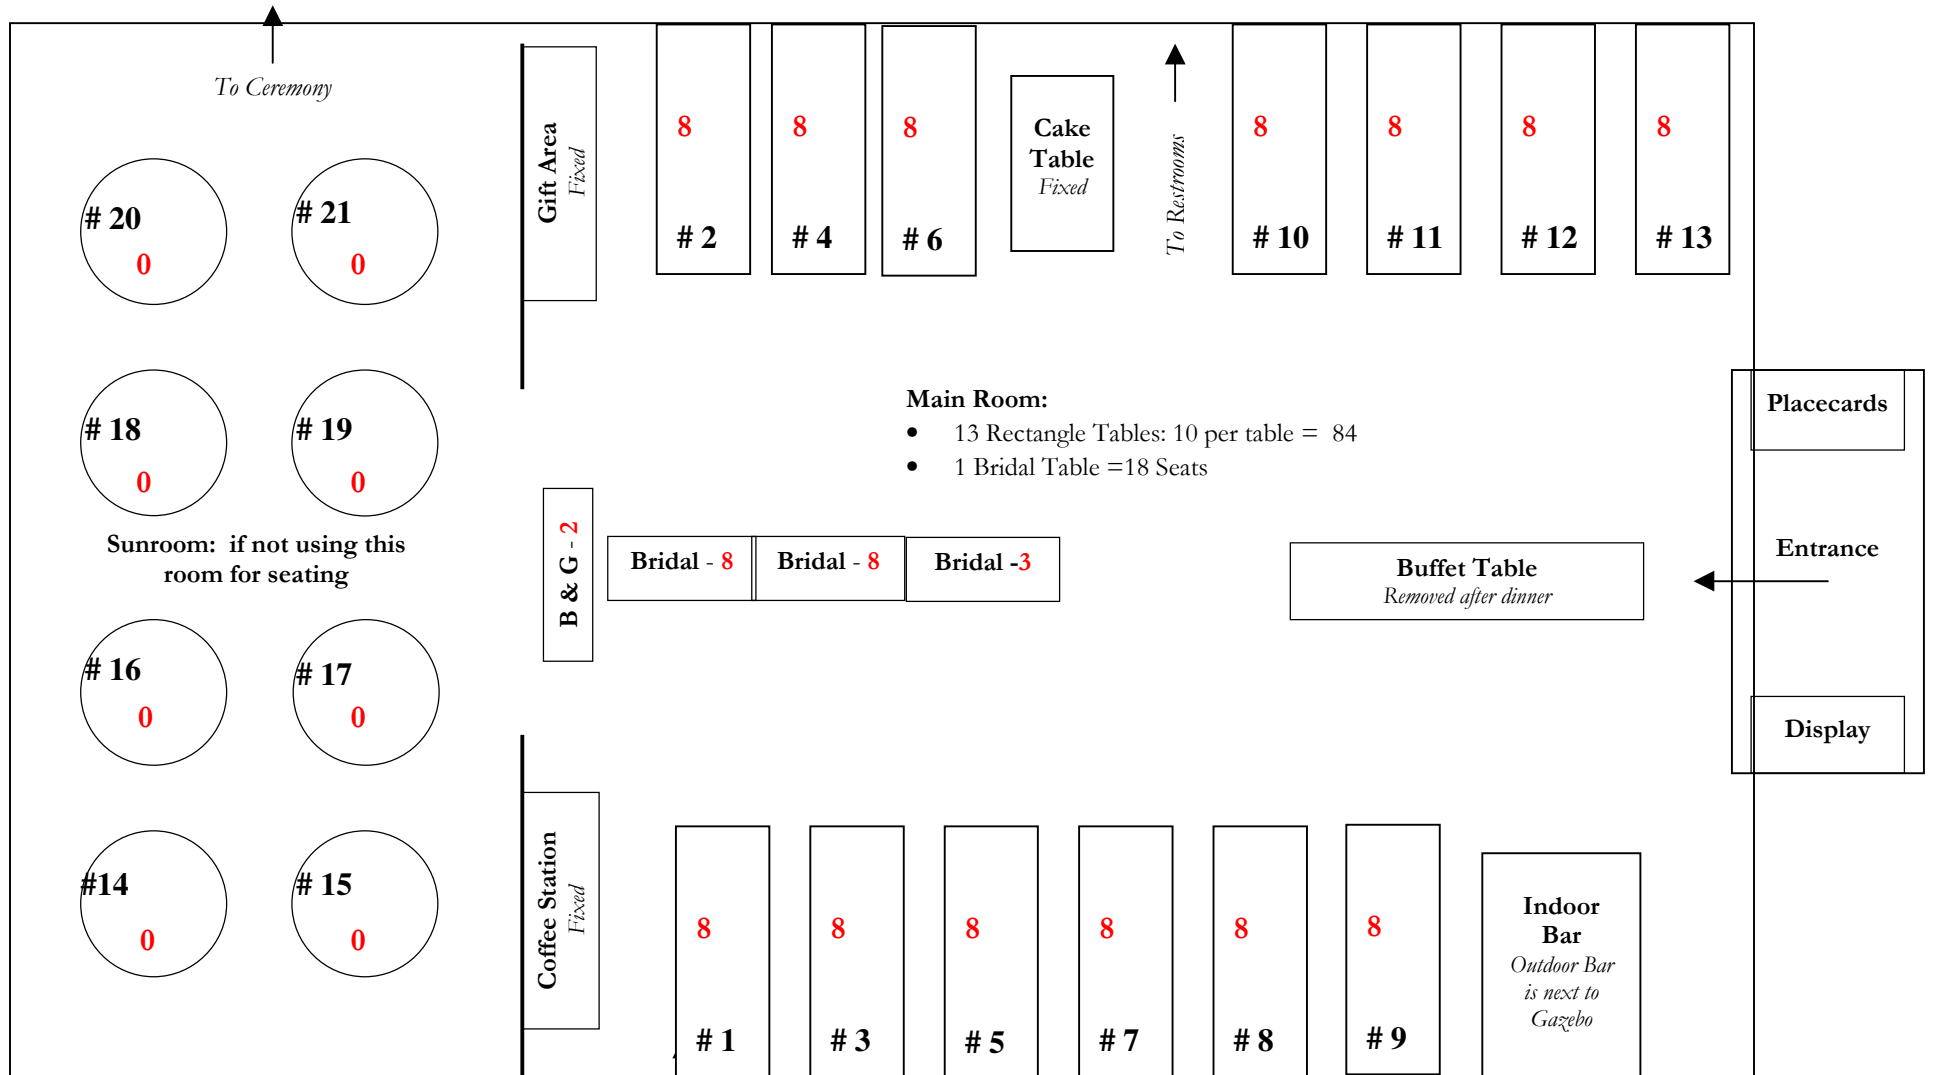 To Ceremony
# 20
0
# 21
0
# 18
0
# 19
0
Sunroom:  if not using this
room for seating
# 16
0
# 17
0
#14
0
# 15
0
Gift Area
Fixed
8
# 2
8
# 4
8
# 6
Cake
Table
Fixed
To Restrooms
8
# 10
8
# 11
8
# 12
8
# 13
Main Room:
• 13 Rectangle Tables: 10 per table =  84
• 1 Bridal Table =18 Seats
B & G - 2
Bridal - 8
Bridal - 8
Bridal -3
Buffet Table
Removed after dinner
Placecards
Entrance
Display
Coffee Station
Fixed
8
# 1
8
# 3
8
# 5
8
# 7
8
# 8
8
# 9
Indoor
Bar
Outdoor Bar
is next to
Gazebo